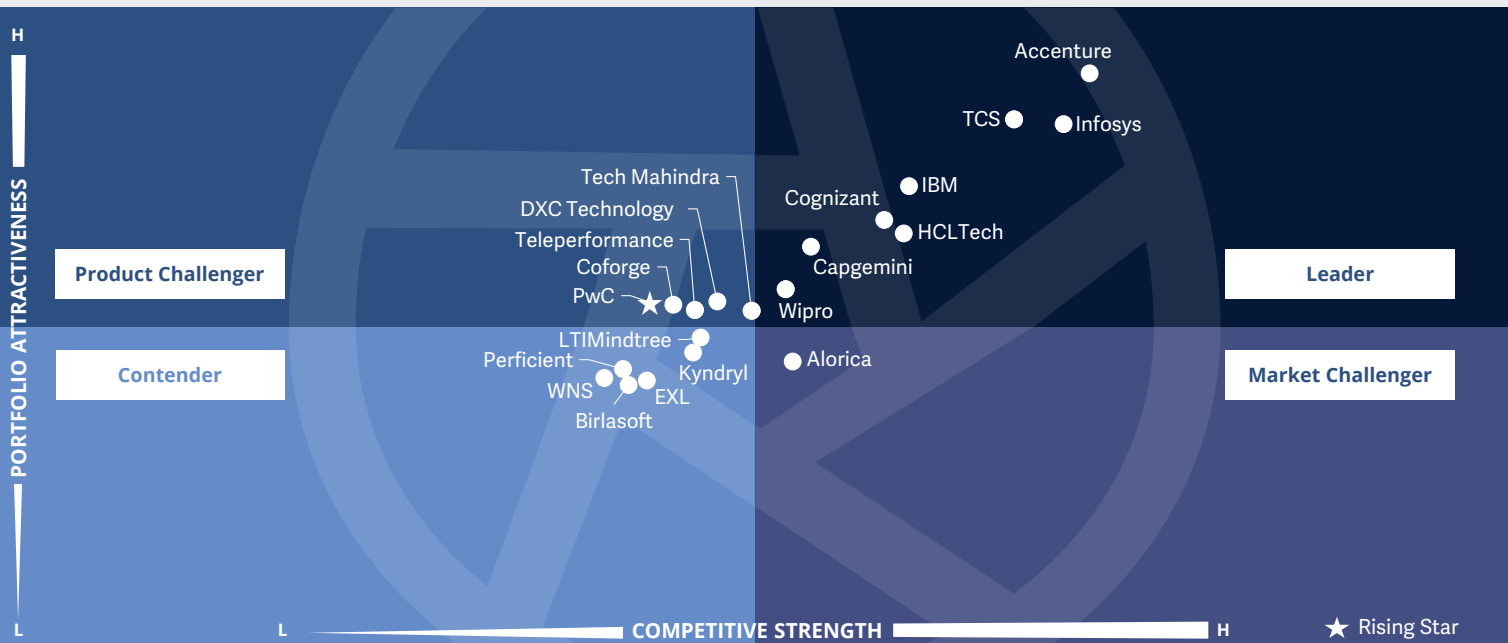 H
Accenture
TCS
Infosys
Tech Mahindra
IBM
Cognizant
DXC Technology
HCLTech
Teleperformance
Coforge
Capgemini
PwC
Wipro
Product Challenger
Leader
PORTFOLIO ATTRACTIVENESS
LTIMindtree
Perficient
Alorica
Kyndryl
WNS
EXL
Birlasoft
Contender
Market Challenger
L
L
COMPETITIVE STRENGTH
H
Rising Star